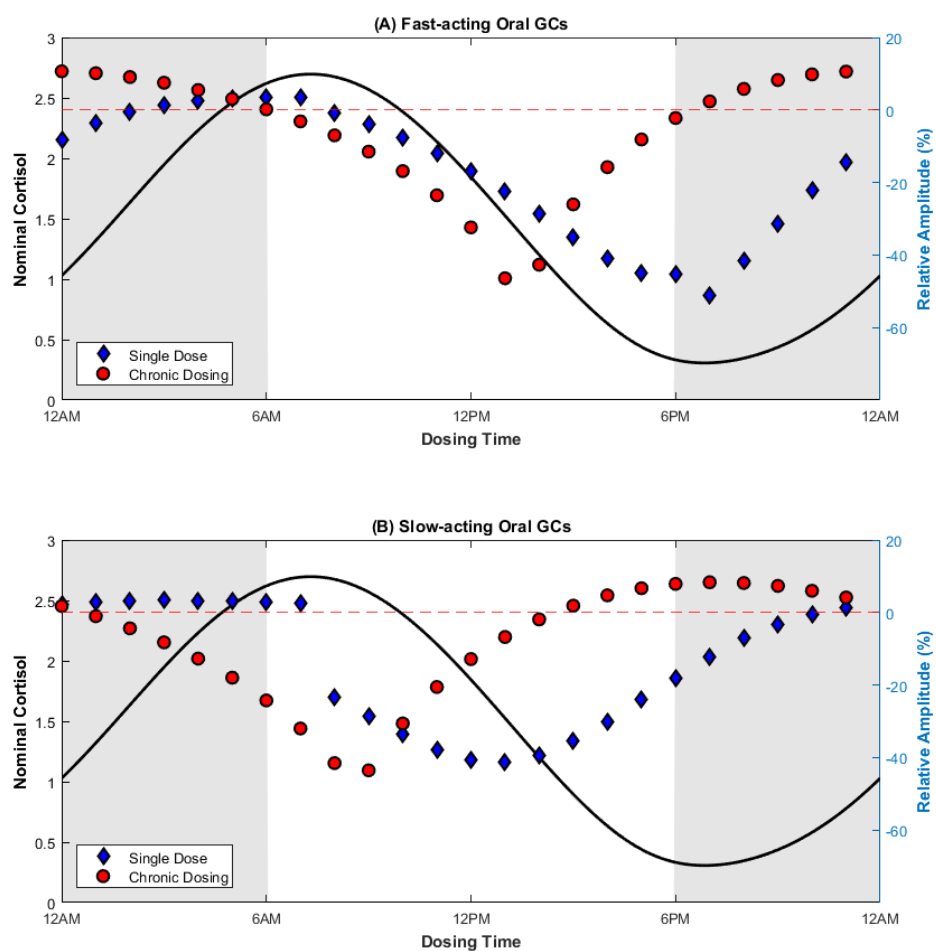 (A) Fast-acting Oral GCs
3
2.5
2
1.5
1
0.5
0
Nominal Cortisol
20
0
-20
-40
-60
Relative Amplitude (%)
Single Dose
Chronic Dosing
12AM
6AM
12PM
6PM
12AM
Dosing Time
(B) Slow-acting Oral GCs
3
2.5
2
1.5
1
0.5
0
Nominal Cortisol
20
0
-20
-40
-60
Relative Amplitude (%)
Single Dose
Chronic Dosing
12AM
6AM
12PM
6PM
12AM
Dosing Time